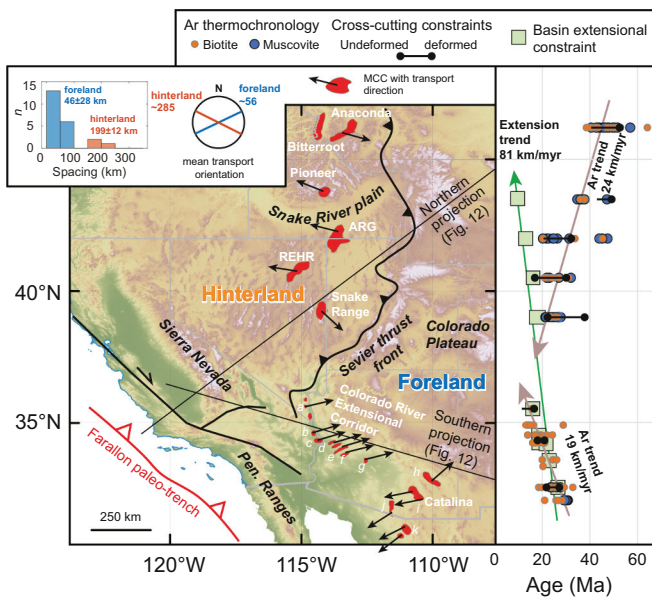 Ar thermochronology
Biotite
Muscovite
Cross-cutting constraints
Undeformed
deformed
Basin extensional
constraint
15
10
5
0
n
foreland
46±28 km
hinterland
199±12 km
0
100
200
300
Spacing (km)
N
hinterland
~285
foreland
~56
mean transport
orientation
MCC with transport
direction
Anaconda
Bitterroot
Pioneer
Snake River plain
ARG
REHR
Northern
projection
(Fig. 12)
Hinterland
Snake
Range
Sevier thrust
front
Colorado
Plateau
Foreland
Sierra Nevada
Colorado River
Extensional
Corridor
Southern
projection
(Fig. 12)
a
b
c
d
e
f
g
h
i
k
Catalina
Pen. Ranges
Farallon paleo-trench
250 km
40°N
35°N
120°W
115°W
110°W
Extension
trend
81 km/myr
Ar trend
24 km/myr
Ar trend
19 km/myr
0
20
40
60
Age (Ma)